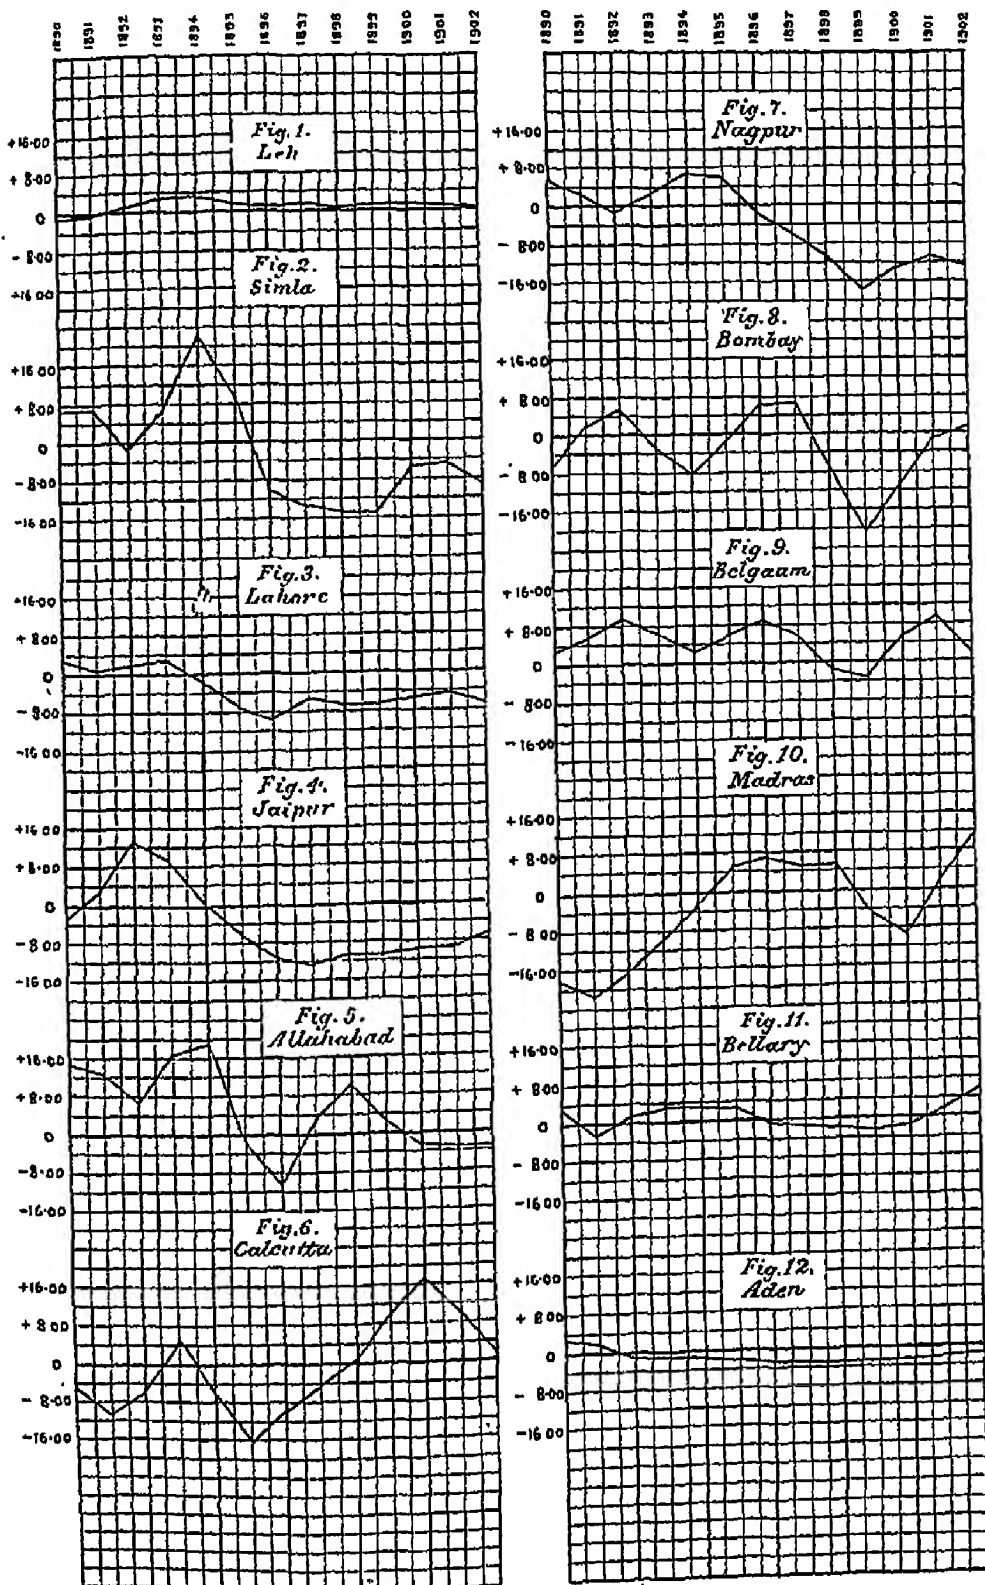 1890 1891 1892 1893 1894 1895 1896 1897 1898 1899 1900 1901 1902
Fig. 1.
Leh
+16·00
+ 8·00
0
- 8·00
+16·00
Fig. 2.
Simla
+16·00
+ 8·00
0
- 8·00
-16·00
Fig. 3.
Lahore
+16·00
+ 8·00
0
- 8·00
-16·00
Fig. 4.
Jaipur
+16·00
+ 8·00
0
- 8·00
-16·00
Fig. 5.
Allahabad
+16·00
+ 8·00
0
- 8·00
-16·00
Fig. 6.
Calcutta
+16·00
+ 8·00
0
- 8·00
-16·00
1890 1891 1892 1893 1894 1895 1896 1897 1898 1899 1900 1901 1902
Fig. 7.
Nagpur
+16·00
+ 8·00
0
- 8·00
-16·00
Fig. 8.
Bombay
+16·00
+ 8·00
0
- 8·00
-16·00
Fig. 9.
Belgaam
+16·00
+ 8·00
0
- 8·00
-16·00
Fig. 10.
Madras
+16·00
+ 8·00
0
- 8·00
-16·00
Fig. 11.
Bellary
+16·00
+ 8·00
0
- 8·00
-16·00
Fig. 12.
Aden
+16·00
+ 8·00
0
- 8·00
-16·00